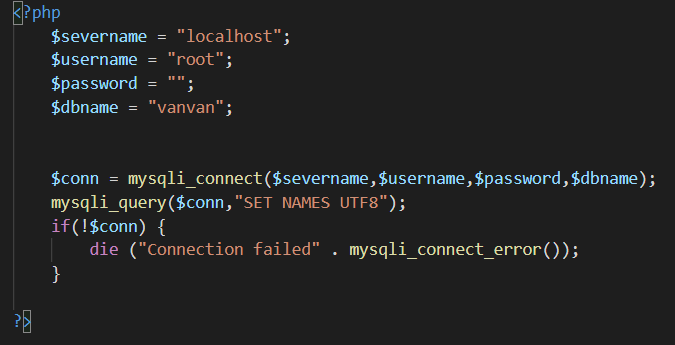 <?php
$severname = "localhost";
$username = "root";
$password = "";
$dbname = "vanvan";
$conn = mysqli_connect($severname,$username,$password,$dbname);
mysqli_query($conn,"SET NAMES UTF8");
if(!$conn) {
die ("Connection failed" . mysqli_connect_error());
}
?>